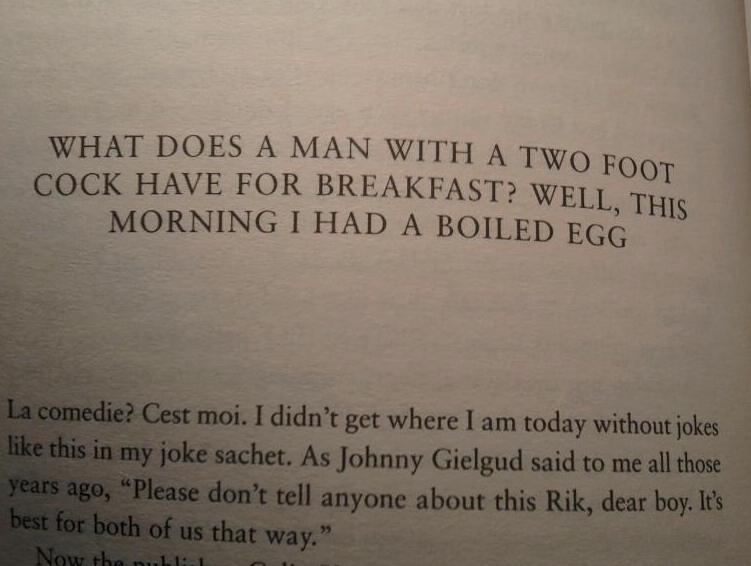 WHAT DOES A MAN WITH A TWO FOOT
COCK HAVE FOR BREAKFAST? WELL, THIS
MORNING I HAD A BOILED EGG
La comedie? Cest moi. I didn't get where I am today without jokes
like this in my joke sachet. As Johnny Gielgud said to me all those
years ago, "Please don't tell anyone about this Rik, dear boy. It's
best for both of us that way."
Now the